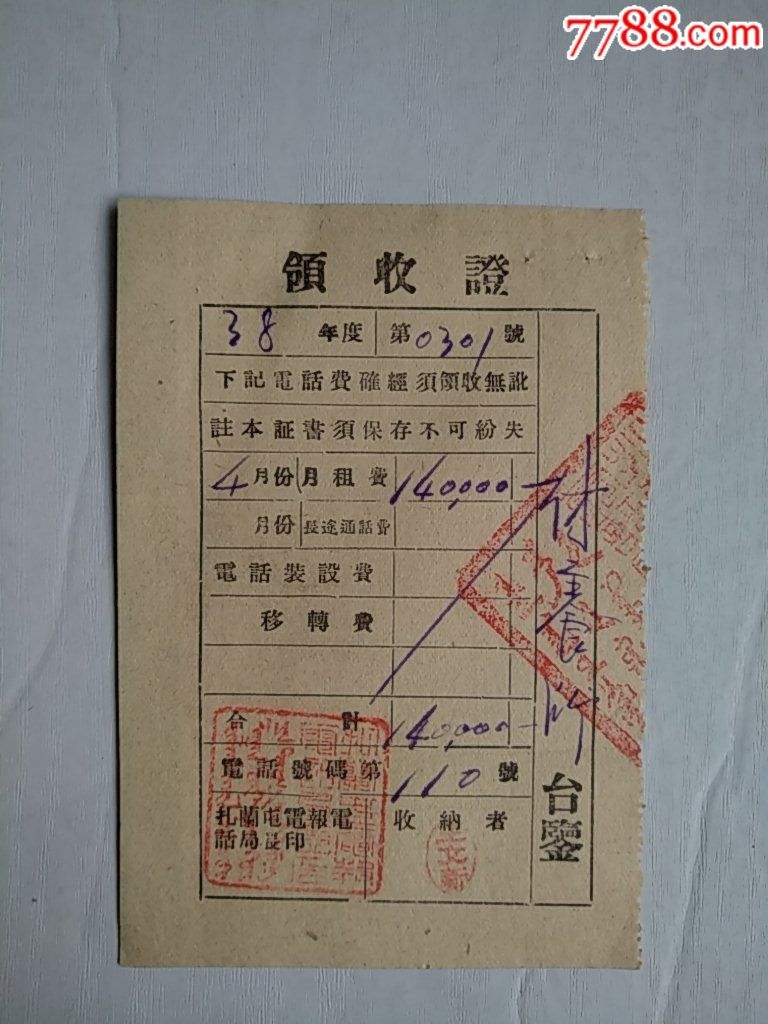 7788.com
領收證
38 年度 第0301號
下記電話費確經須領收無訛
註本証書須保存不可紛失
4月份 月租費 140,000-
月份 長途通話費
電話裝設費
移轉費
合計 140,000-
電話號碼第 110 號
扎蘭屯電報電
話局長印
收納者
台鑒